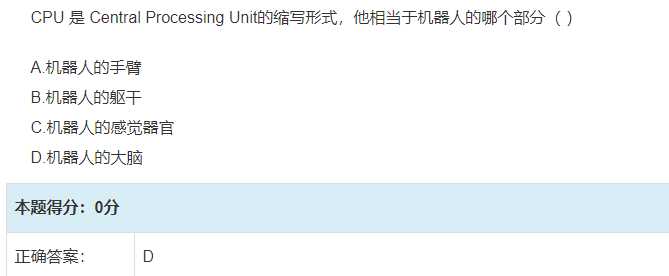 CPU 是 Central Processing Unit的缩写形式，他相当于机器人的哪个部分（ ）
A.机器人的手臂
B.机器人的躯干
C.机器人的感觉器官
D.机器人的大脑
本题得分：0分
正确答案： D